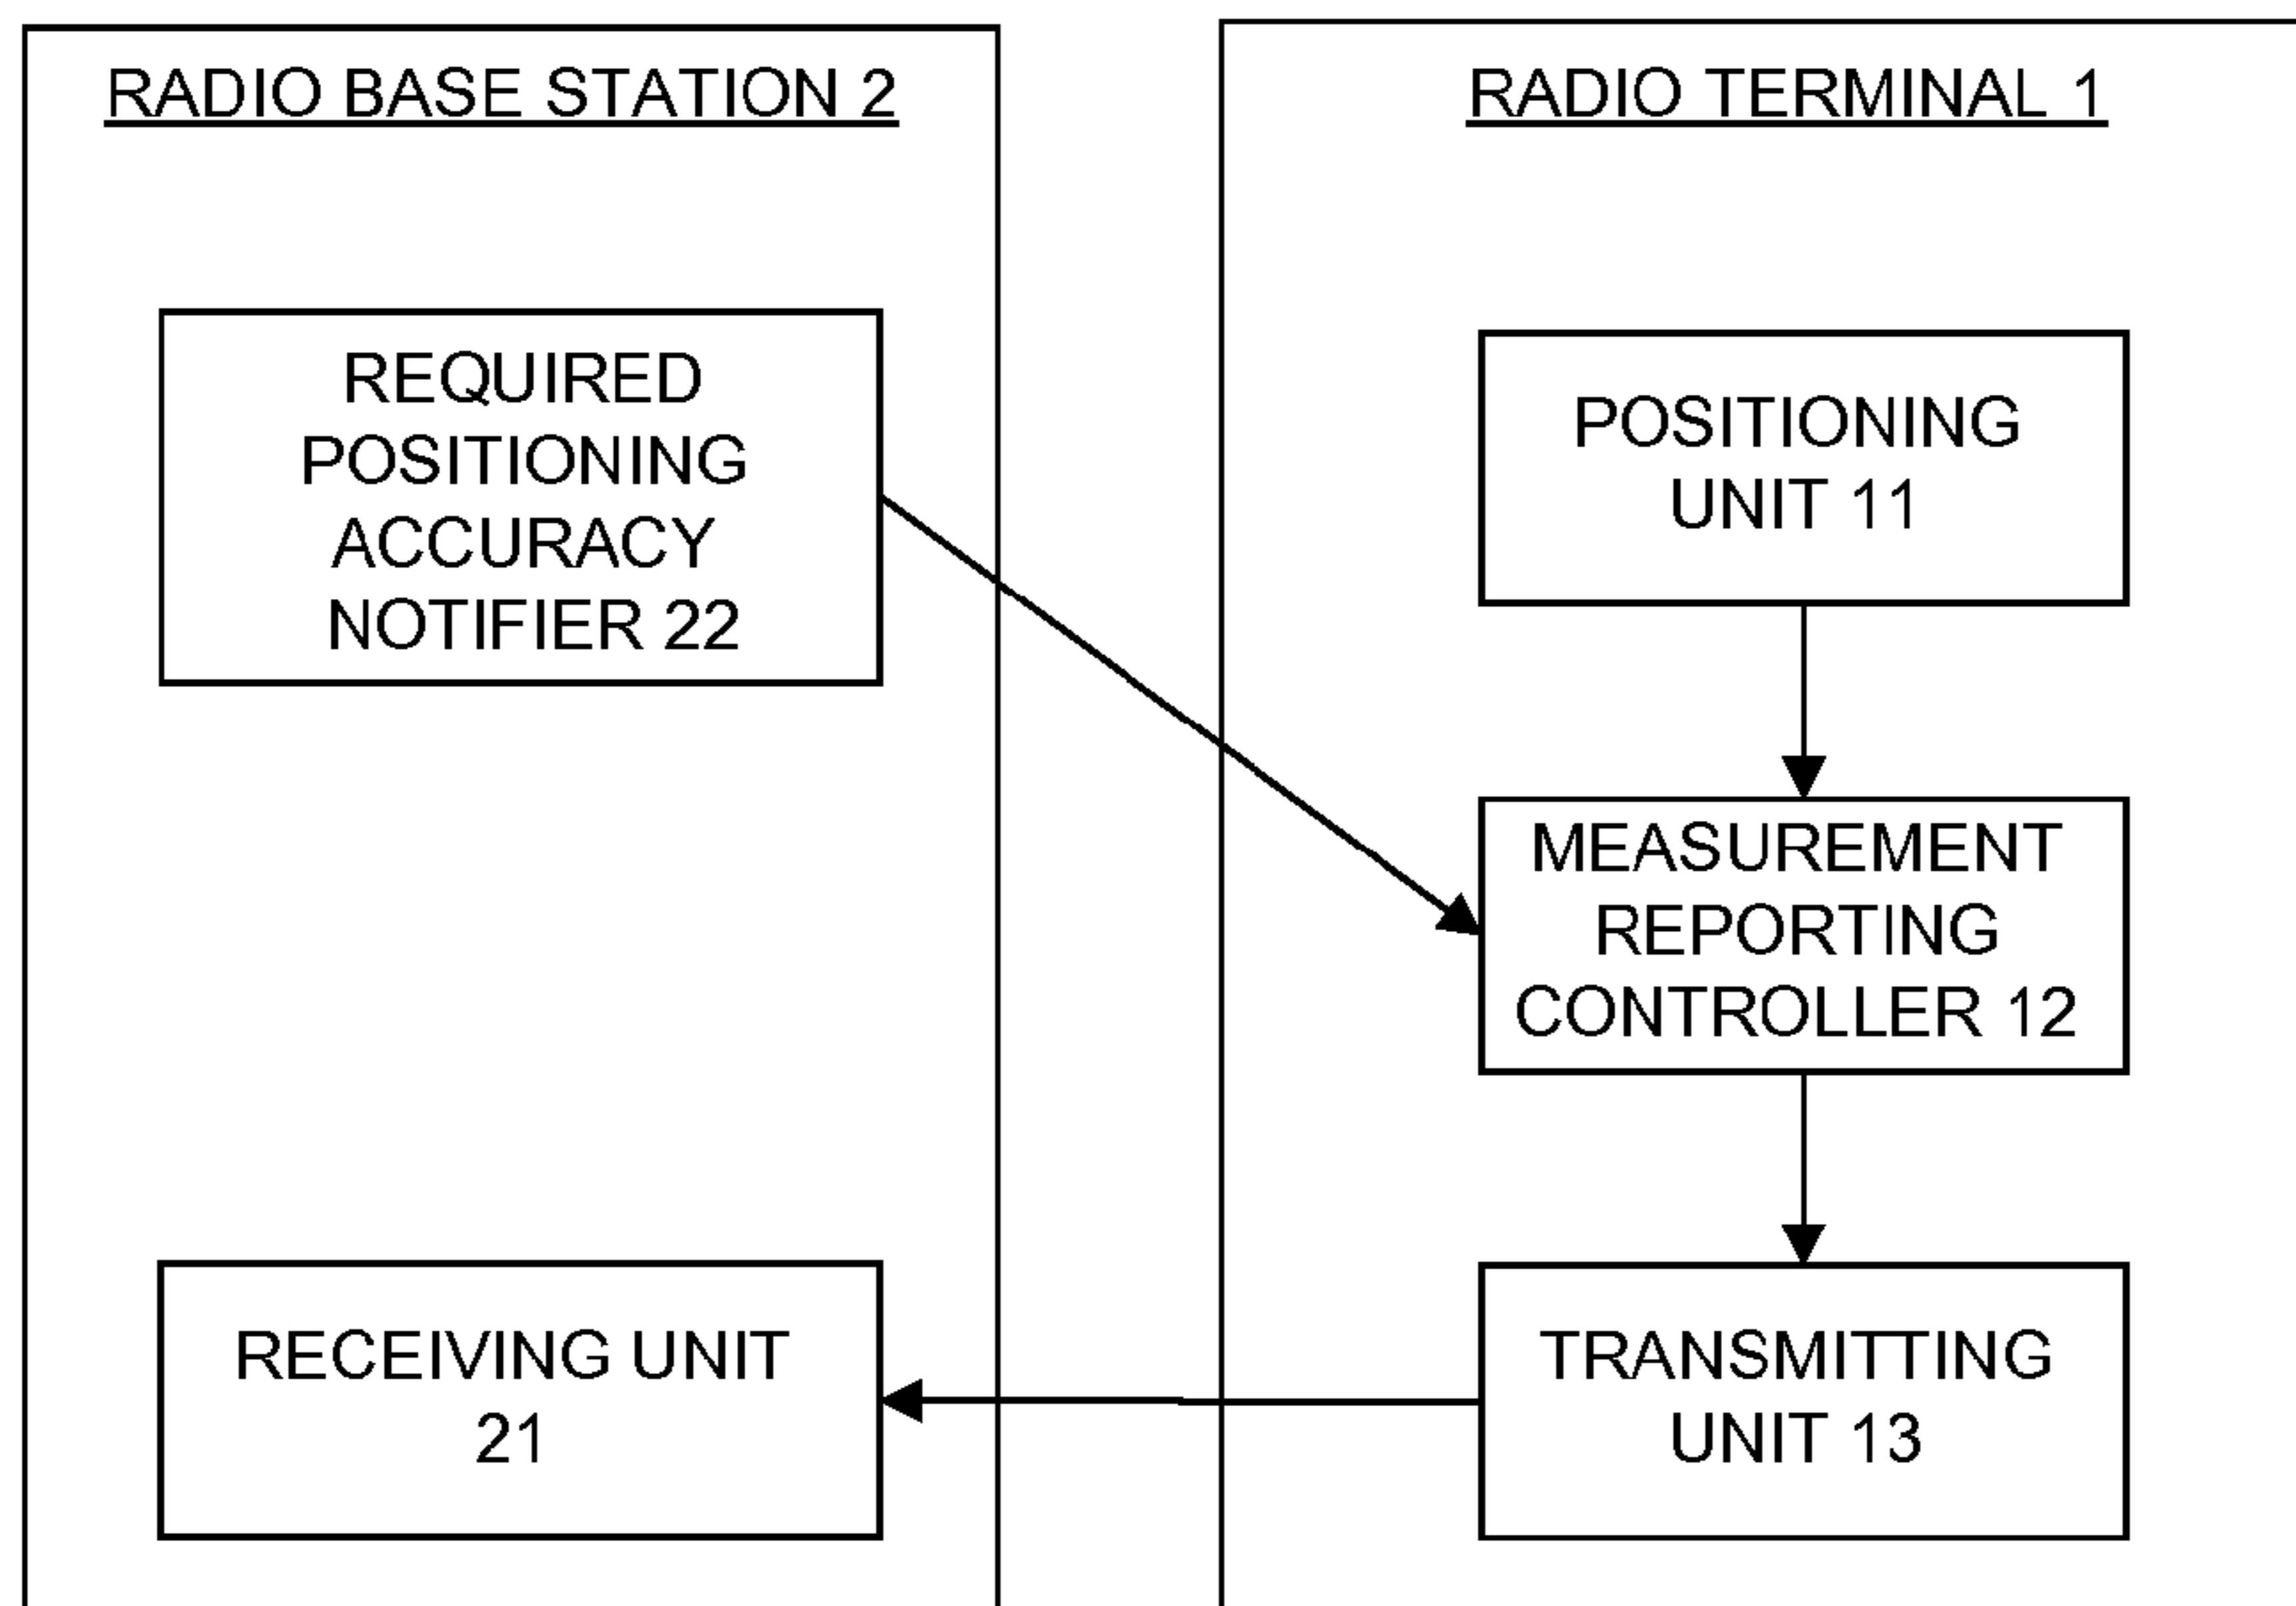 RADIO BASE STATION 2
REQUIRED
POSITIONING
ACCURACY
NOTIFIER 22
RECEIVING UNIT
21
RADIO TERMINAL 1
POSITIONING
UNIT 11
MEASUREMENT
REPORTING
CONTROLLER 12
TRANSMITTING
UNIT 13